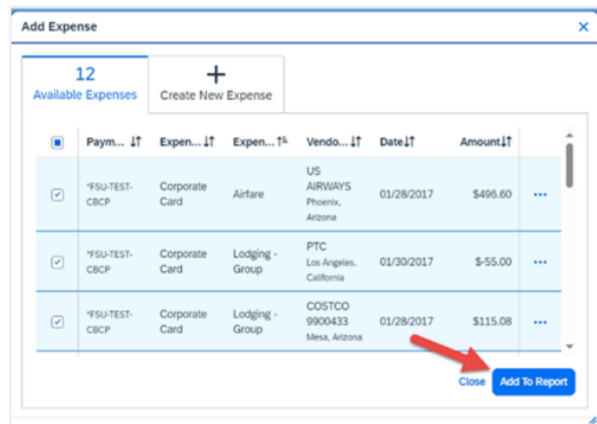 Add Expense
12
Available Expenses
Create New Expense
Paym... Expen... Expen... Vendo... Date Amount
*FSU-TEST-CBCP Corporate Card Airfare US AIRWAYS Phoenix, Arizona 01/28/2017 $496.60 ...
*FSU-TEST-CBCP Corporate Card Lodging - Group PTC Los Angeles, California 01/30/2017 $-55.00 ...
*FSU-TEST-CBCP Corporate Card Lodging - Group COSTCO 9900433 Mesa, Arizona 01/28/2017 $115.08 ...
Close Add To Report